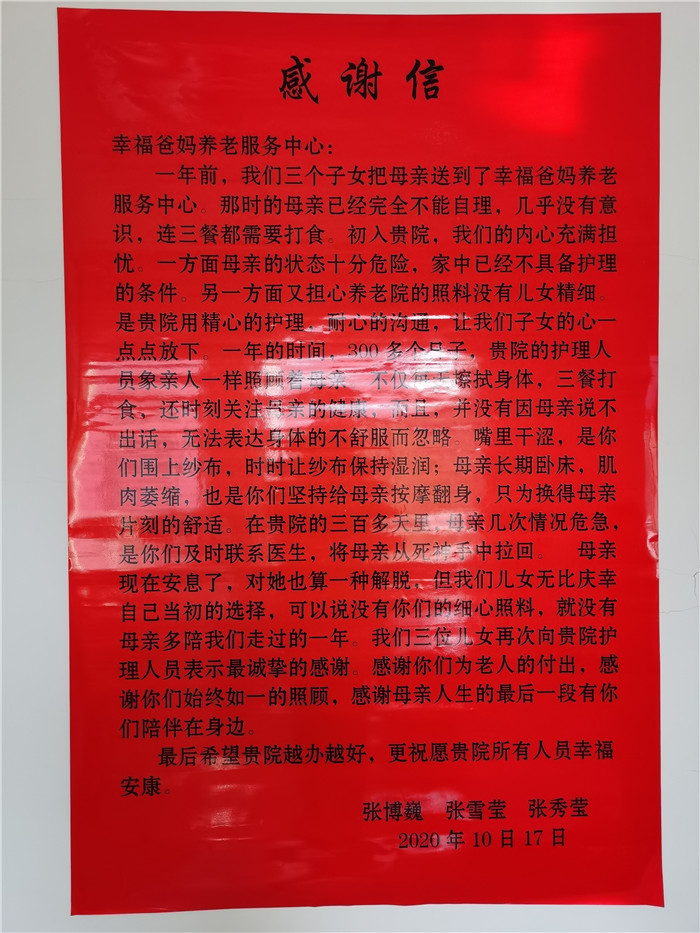 感谢信
幸福爸妈养老服务中心：
一年前，我们三个子女把母亲送到了幸福爸妈养老
服务中心。那时的母亲已经完全不能自理，几乎没有意
识，连三餐都需要打食。初入贵院，我们的内心充满担
忧。一方面母亲的状态十分危险，家中已经不具备护理
的条件。另一方面又担心养老院的照料没有儿女精细。
是贵院用精心的护理，耐心的沟通，让我们子女的心一
点点放下。一年的时间，300多个日子，贵院的护理人
员象亲人一样照顾着母亲。不仅每天擦拭身体，三餐打
食，还时刻关注母亲的健康，而且，并没有因母亲说不
出话，无法表达身体的不舒服而忽略。嘴里干涩，是你
们围上纱布，时时让纱布保持湿润；母亲长期卧床，肌
肉萎缩，也是你们坚持给母亲按摩翻身，只为换得母亲
片刻的舒适。在贵院的三百多天里，母亲几次情况危急，
是你们及时联系医生，将母亲从死神手中拉回。 母亲
现在安息了，对她也算一种解脱，但我们儿女无比庆幸
自己当初的选择，可以说没有你们的细心照料，就没有
母亲多陪我们走过的一年。我们三位儿女再次向贵院护
理人员表示最诚挚的感谢。感谢你们为老人的付出，感
谢你们始终如一的照顾，感谢母亲人生的最后一段有你
们陪伴在身边。
最后希望贵院越办越好，更祝愿贵院所有人员幸福
安康。
张博巍 张雪莹 张秀莹
2020年10日17日